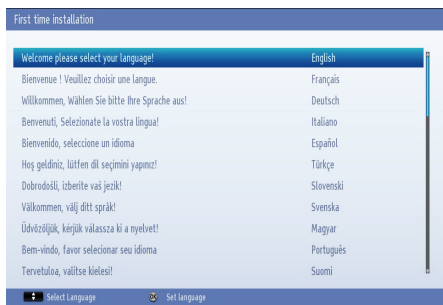 First time installation
Welcome please select your language! English
Bienvenue ! Veuillez choisir une langue. Français
Willkommen, Wählen Sie bitte Ihre Sprache aus! Deutsch
Benvenuti, Selezionate la vostra lingua! Italiano
Bienvenido, seleccione un idioma Español
Hoş geldiniz, lütfen dil seçimini yapınız! Türkçe
Dobrodošli, izberite vaš jezik! Slovenski
Välkommen, välj ditt språk! Svenska
Üdvözöljük, kérjük válassza ki a nyelvet! Magyar
Bem-vindo, favor selecionar seu idioma Português
Tervetuloa, valitse kielesi! Suomi
Select Language OK Set language